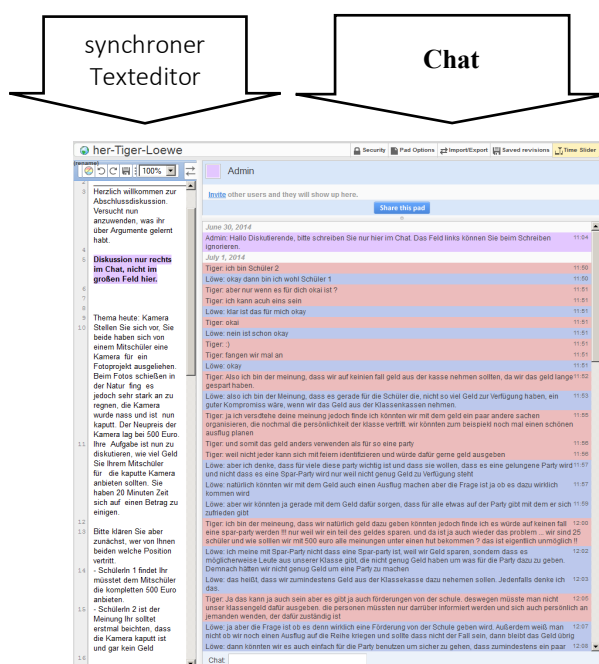 synchroner
Texteditor
Chat
her-Tiger-Loewe
Security
Pad Options
Import/Export
Saved revisions
Time Slider
(rename)
100%
Admin
Invite other users and they will show up here.
Share this pad
3 Herzlich willkommen zur
Abschlussdiskussion.
Versucht nun
anzuwenden, was ihr
über Argumente gelernt
habt.
4
5 Diskussion nur rechts
im Chat, nicht im
großen Feld hier.
6
7
8
9 Thema heute: Kamera
10 Stellen Sie sich vor, Sie
beide haben sich von
einem Mitschüler eine
Kamera für ein
Fotoprojekt ausgeliehen.
Beim Fotos schießen in
der Natur fing es
jedoch sehr stark an zu
regnen, die Kamera
wurde nass und ist nun
kaputt. Der Neupreis der
Kamera lag bei 500 Euro.
11 Ihre Aufgabe ist nun zu
diskutieren, wie viel Geld
Sie Ihrem Mitschüler
für die kaputte Kamera
anbieten sollten. Sie
haben 20 Minuten Zeit
sich auf einen Betrag zu
einigen.
12
13 Bitte klären Sie aber
zunächst, wer von Ihnen
beiden welche Position
vertritt.
14 - SchülerIn 1 findet Ihr
müsstet dem Mitschüler
die kompletten 500 Euro
anbieten.
15 - SchülerIn 2 ist der
Meinung Ihr solltet
erstmal beichten, dass
die Kamera kaputt ist
und gar kein Geld
16
June 30, 2014
Admin: Hallo Diskutierende, bitte schreiben Sie nur hier im Chat. Das Feld links können Sie beim Schreiben 11:04
ignorieren.
July 1, 2014
Tiger: ich bin Schüler 2 11:50
Löwe: okay dann bin ich wohl Schüler 1 11:50
Tiger: aber nur wenn es für dich okai ist ? 11:51
Tiger: ich kann acuh eins sein 11:51
Löwe: klar ist das für mich okay 11:51
Tiger: okai 11:51
Löwe: nein ist schon okay 11:51
Tiger: :) 11:51
Tiger: fangen wir mal an 11:51
Löwe: okay 11:51
Tiger: Also ich bin der meinung, dass wir auf keinien fall geld aus der kasse nehmen sollten, da wir das geld lange 11:52
gespart haben.
Löwe: also ich bin der Meinung, dass es gerade für die Schüler die, nicht so viel Geld zur Verfügung haben, ein 11:53
guter Kompromiss wäre, wenn wir das Geld aus der Klassenkassen nehmen.
Tiger: ja ich versdtehe deine meinung jedoch finde ich könnten wir mit dem geld ein paar andere sachen 11:55
organisieren, die nochmal die persönlichkeit der klasse vertritt. wir könnten zum beispielt noch mal einen schönen
ausflug planen
Tiger: und somit das geld anders verwenden als für so eine party 11:56
Tiger: weil nicht jeder kann sich mit feiern identifizieren und würde dafür gerne geld ausgeben 11:56
Löwe: aber ich denke, dass für viele diese party wichtig ist und dass sie wollen, dass es eine gelungene Party wird 11:57
und nicht dass es eine Spar-Party wird nur weil nicht genug Geld zu Verfügung steht!
Löwe: natürlich könnten wir mit dem Geld auch einen Ausflug machen aber die Frage ist ja ob es dazu wirklich 11:57
kommen wird
Löwe: aber wir könnten ja gerade mit dem Geld dafür sorgen, dass für alle etwas auf der Party gibt mit dem er sich 11:59
zufrieden gibt
Tiger: ich bin der meineung, dass wir natürlich geld dazu geben könnten jedoch finde ich es würde auf keinen fall 12:00
eine spar-party werden !!! nur weil wir ein teil des geldes sparen. und da ist ja auch wieder das problem ... wir sind 25
schüler und wie sollten wir mit 500 euro alle meinungen unter einen hut bekommen ? das ist eigentlich unmöglich !!
Löwe: ich meine mit Spar-Party nicht dass eine Spar-party ist, weil wir Geld sparen, sondern dass es 12:02
möglicherweise Leute aus unserer Klasse gibt, die nicht genug Geld haben um was für die Party dazu zu geben.
Demnach hätten wir nicht genug Geld um eine Party zu machen
Löwe: das heißt, dass wir zumindestens Geld aus der Klassekasse dazu nehemen sollen. Jedenfalls denke ich 12:03
das.
Tiger: Ja das kann ja auch sein aber es gibt ja auch förderungen von der schule. deswegen müsste man nicht 12:05
unser klassengeld dafür ausgeben. die personen müssten nur darrüber informiert werden und sich auch persönlich an
jemanden wenden, der dafür zuständig ist
Löwe: ja aber die Frage ist ob es denn wirklich eine Förderung von der Schule geben wird. Außerdem weiß man 12:07
nicht ob wir noch einen Ausflug auf die Reihe kriegen und sollte dass nicht der Fall sein, dann bleibt das Geld übrig
Löwe: dann könnten wir es auch einfach für die Party benutzen um sicher zu gehen, dass zumindestens ein paar 12:08
Chat: